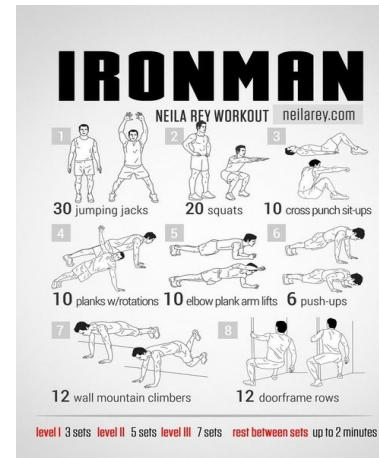 IRONMAN
NEILA REY WORKOUT neilarey.com
1 2 3
30 jumping jacks 20 squats 10 cross punch sit-ups
4 5 6
10 planks w/rotations 10 elbow plank arm lifts 6 push-ups
7 8
12 wall mountain climbers 12 doorframe rows
level I 3 sets level II 5 sets level III 7 sets rest between sets up to 2 minutes